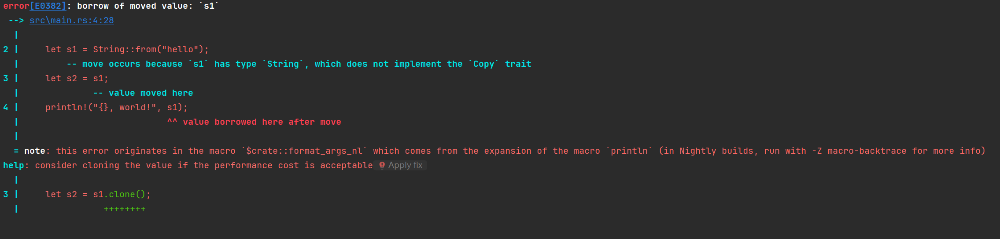 error[E0382]: borrow of moved value: `s1`
 --> src\main.rs:4:28
  |
2 |     let s1 = String::from("hello");
  |         -- move occurs because `s1` has type `String`, which does not implement the `Copy` trait
3 |     let s2 = s1;
  |              -- value moved here
4 |     println!("{}, world!", s1);
  |                            ^^ value borrowed here after move
  |
  = note: this error originates in the macro `$crate::format_args_nl` which comes from the expansion of the macro `println` (in Nightly builds, run with -Z macro-backtrace for more info)
help: consider cloning the value if the performance cost is acceptable Apply fix
  |
3 |     let s2 = s1.clone();
  |                ++++++++